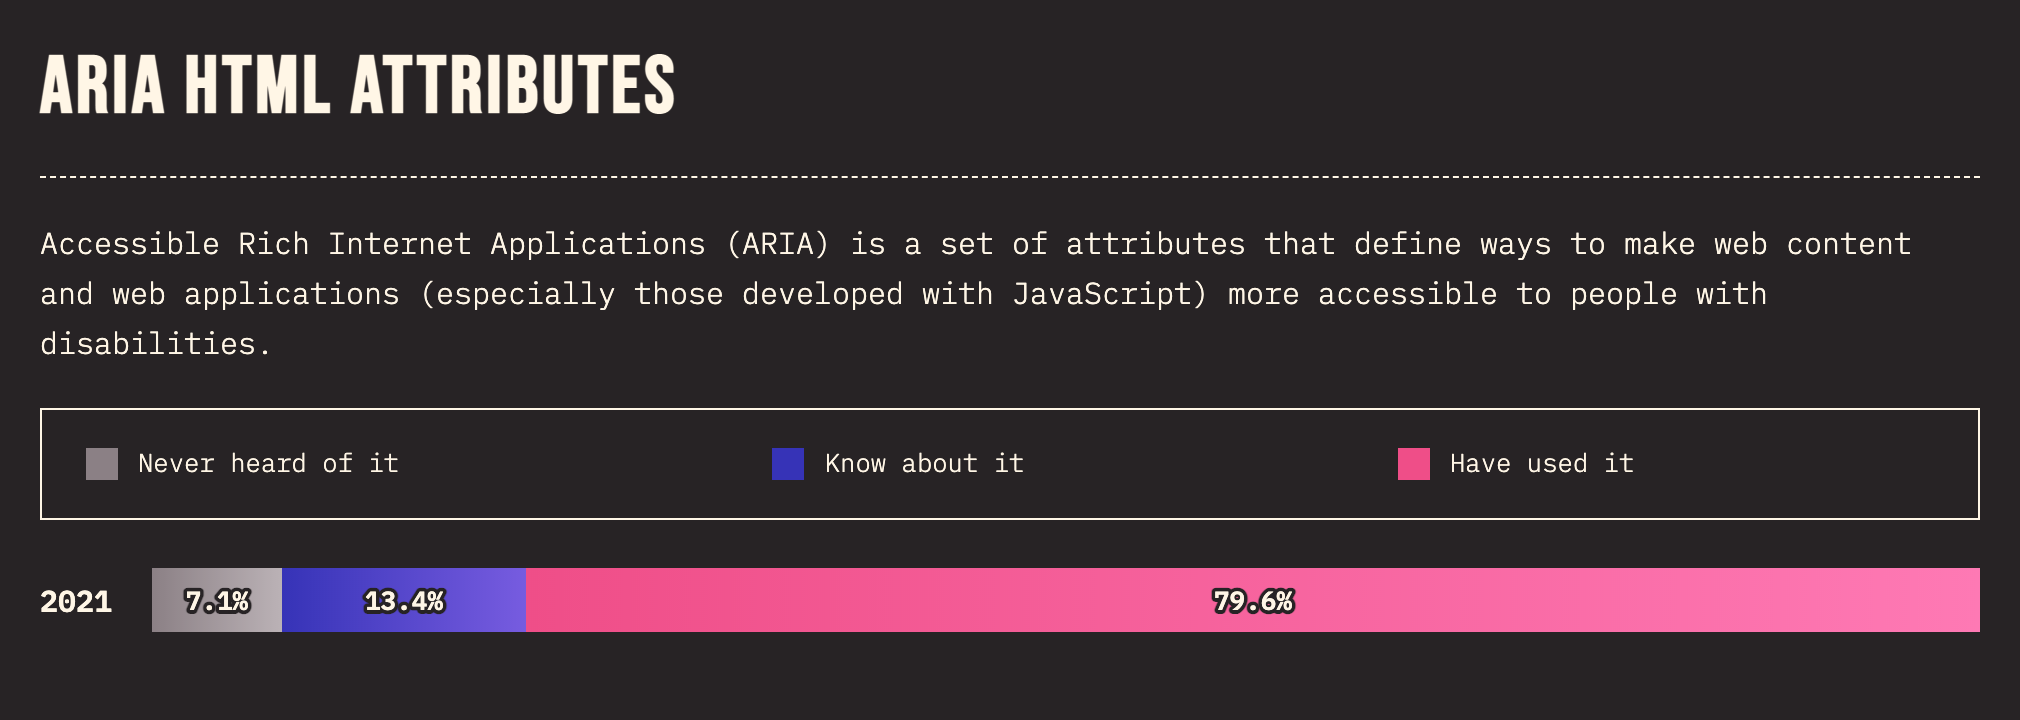 ARIA HTML ATTRIBUTES
Accessible Rich Internet Applications (ARIA) is a set of attributes that define ways to make web content
and web applications (especially those developed with JavaScript) more accessible to people with
disabilities.
Never heard of it
Know about it
Have used it
2021
7.1%
13.4%
79.6%